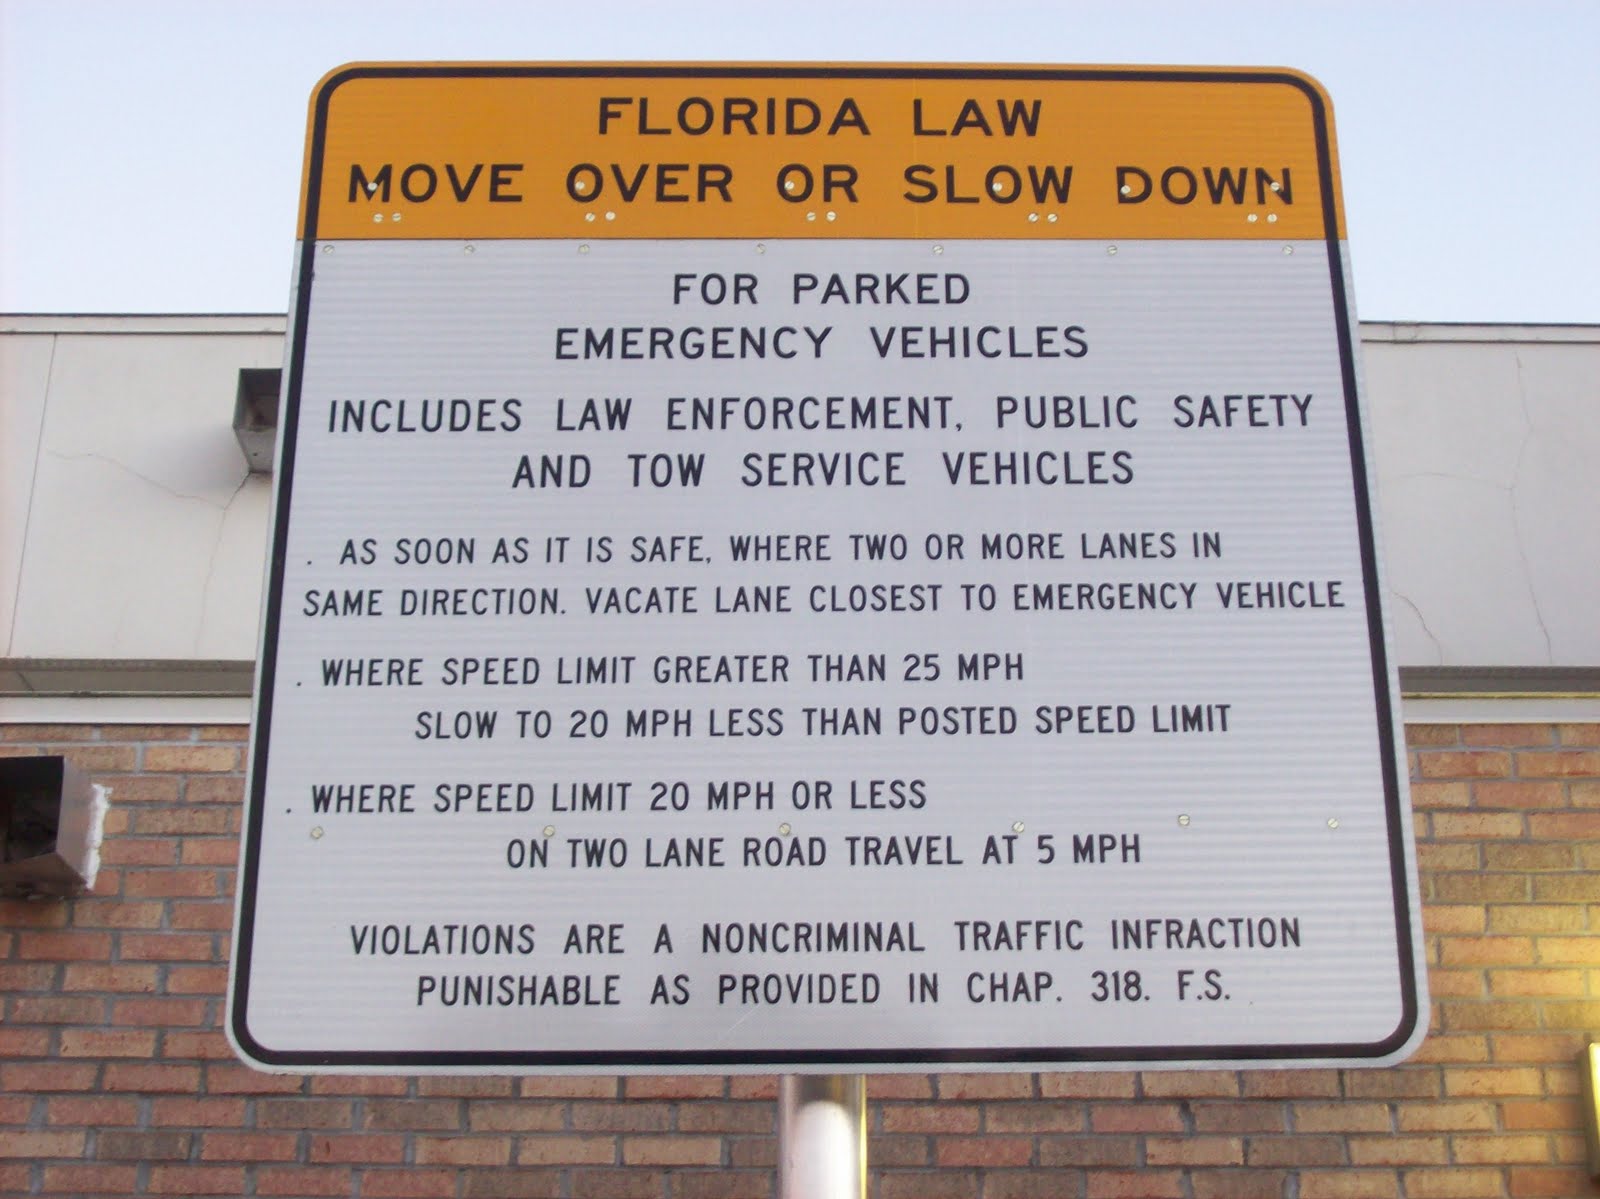 FLORIDA LAW
MOVE OVER OR SLOW DOWN
FOR PARKED
EMERGENCY VEHICLES
INCLUDES LAW ENFORCEMENT, PUBLIC SAFETY
AND TOW SERVICE VEHICLES
. AS SOON AS IT IS SAFE, WHERE TWO OR MORE LANES IN
SAME DIRECTION. VACATE LANE CLOSEST TO EMERGENCY VEHICLE
. WHERE SPEED LIMIT GREATER THAN 25 MPH
SLOW TO 20 MPH LESS THAN POSTED SPEED LIMIT
. WHERE SPEED LIMIT 20 MPH OR LESS
ON TWO LANE ROAD TRAVEL AT 5 MPH
VIOLATIONS ARE A NONCRIMINAL TRAFFIC INFRACTION
PUNISHABLE AS PROVIDED IN CHAP. 318. F.S.